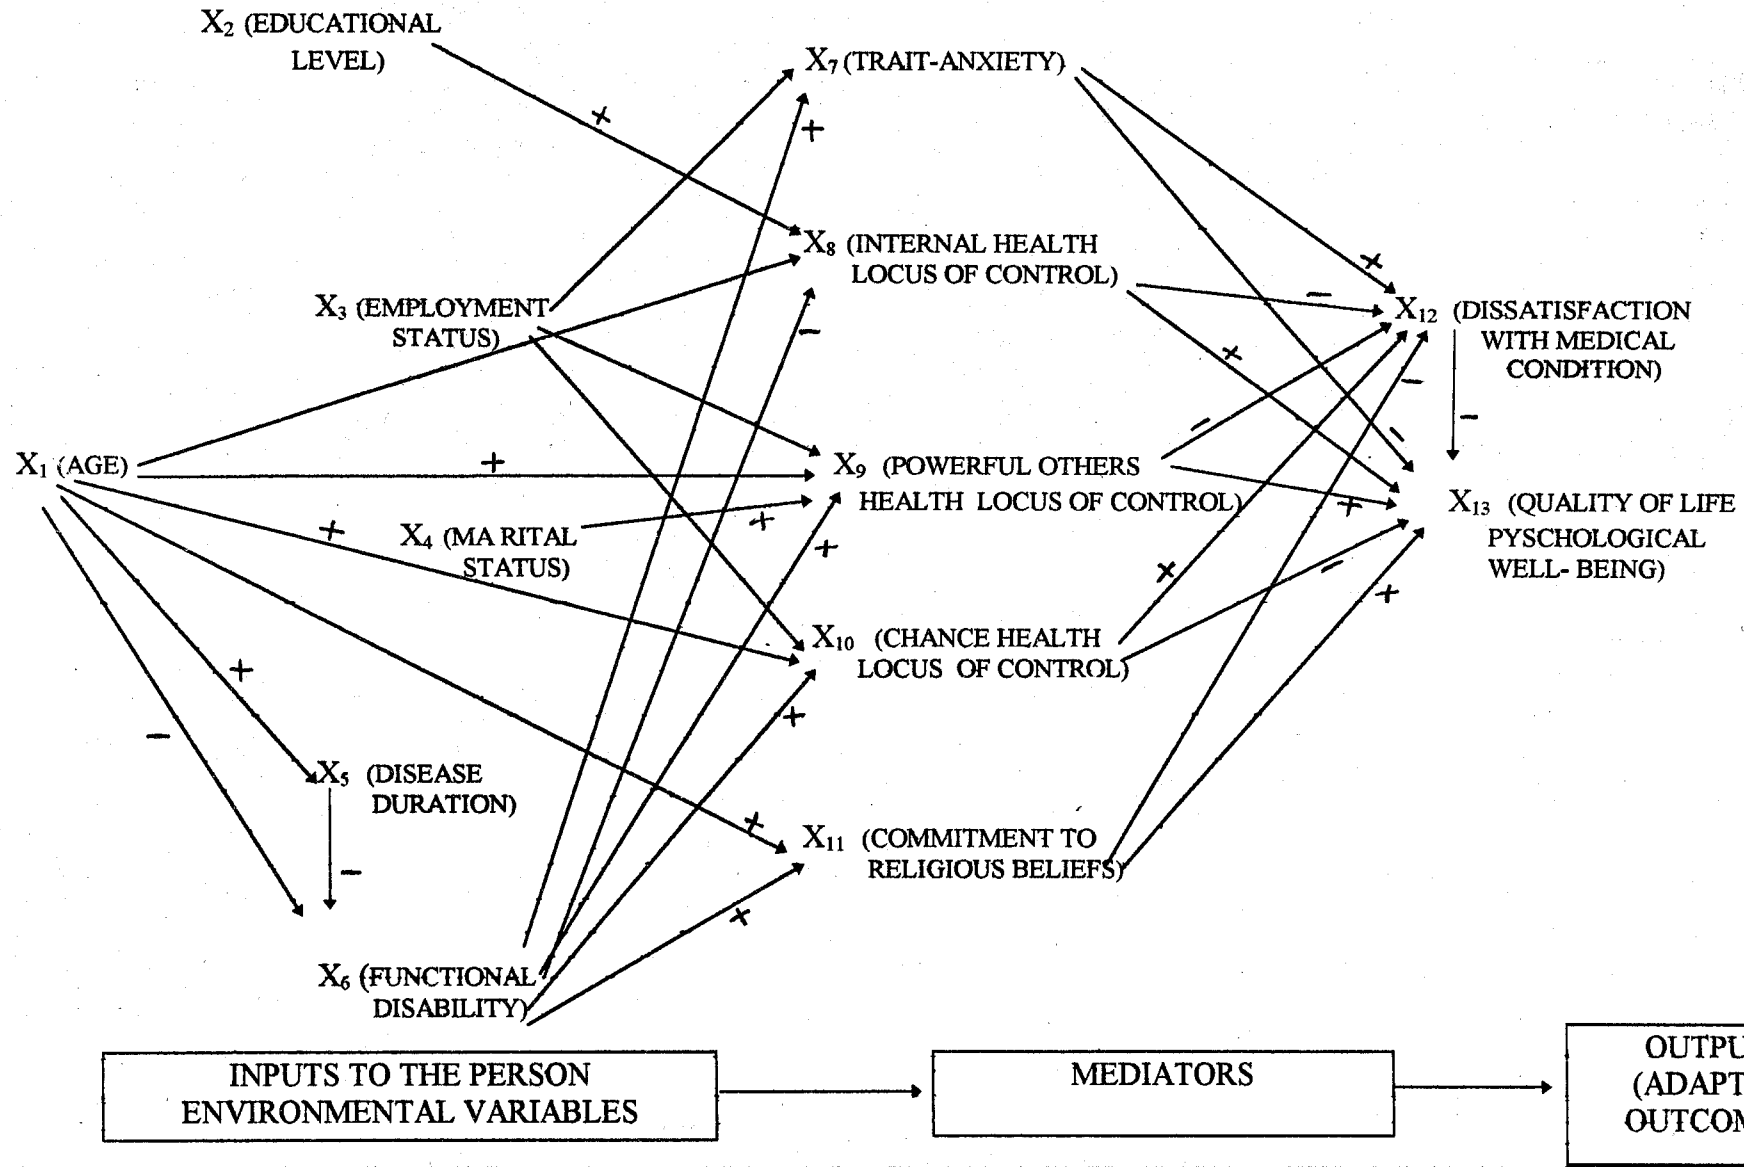 X2 (EDUCATIONAL
LEVEL)
X7 (TRAIT-ANXIETY)
+
+
X8 (INTERNAL HEALTH
LOCUS OF CONTROL)
X3 (EMPLOYMENT
STATUS)
−
+
−
X12 (DISSATISFACTION
WITH MEDICAL
CONDITION)
+
−
−
X1 (AGE)
+
X9 (POWERFUL OTHERS
HEALTH LOCUS OF CONTROL)
−
−
+
X13 (QUALITY OF LIFE
PYSCHOLOGICAL
WELL- BEING)
+
X4 (MA RITAL
STATUS)
+
+
X10 (CHANCE HEALTH
LOCUS OF CONTROL)
+
−
+
+
+
−
X5 (DISEASE
DURATION)
−
+
X11 (COMMITMENT TO
RELIGIOUS BELIEFS)
+
X6 (FUNCTIONAL
DISABILITY)
INPUTS TO THE PERSON
ENVIRONMENTAL VARIABLES
MEDIATORS
OUTPU
(ADAPT
OUTCOM